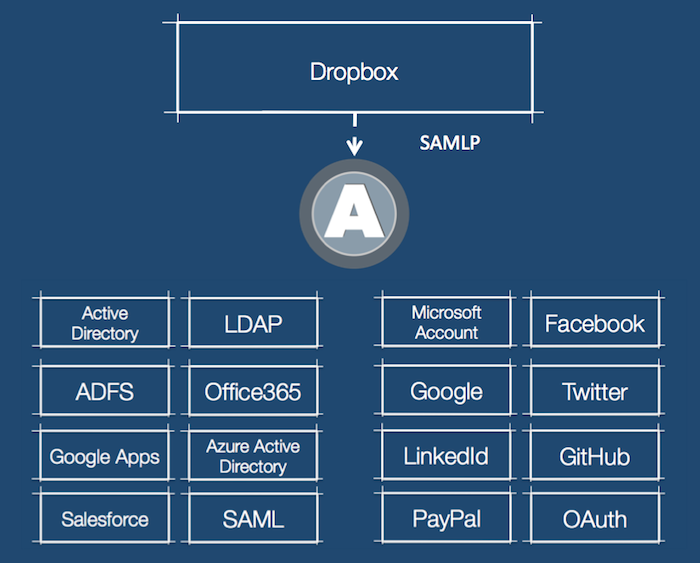 Dropbox
SAMLP
A
Active
Directory
LDAP
Microsoft
Account
Facebook
ADFS
Office365
Google
Twitter
Google Apps
Azure Active
Directory
LinkedId
GitHub
Salesforce
SAML
PayPal
OAuth